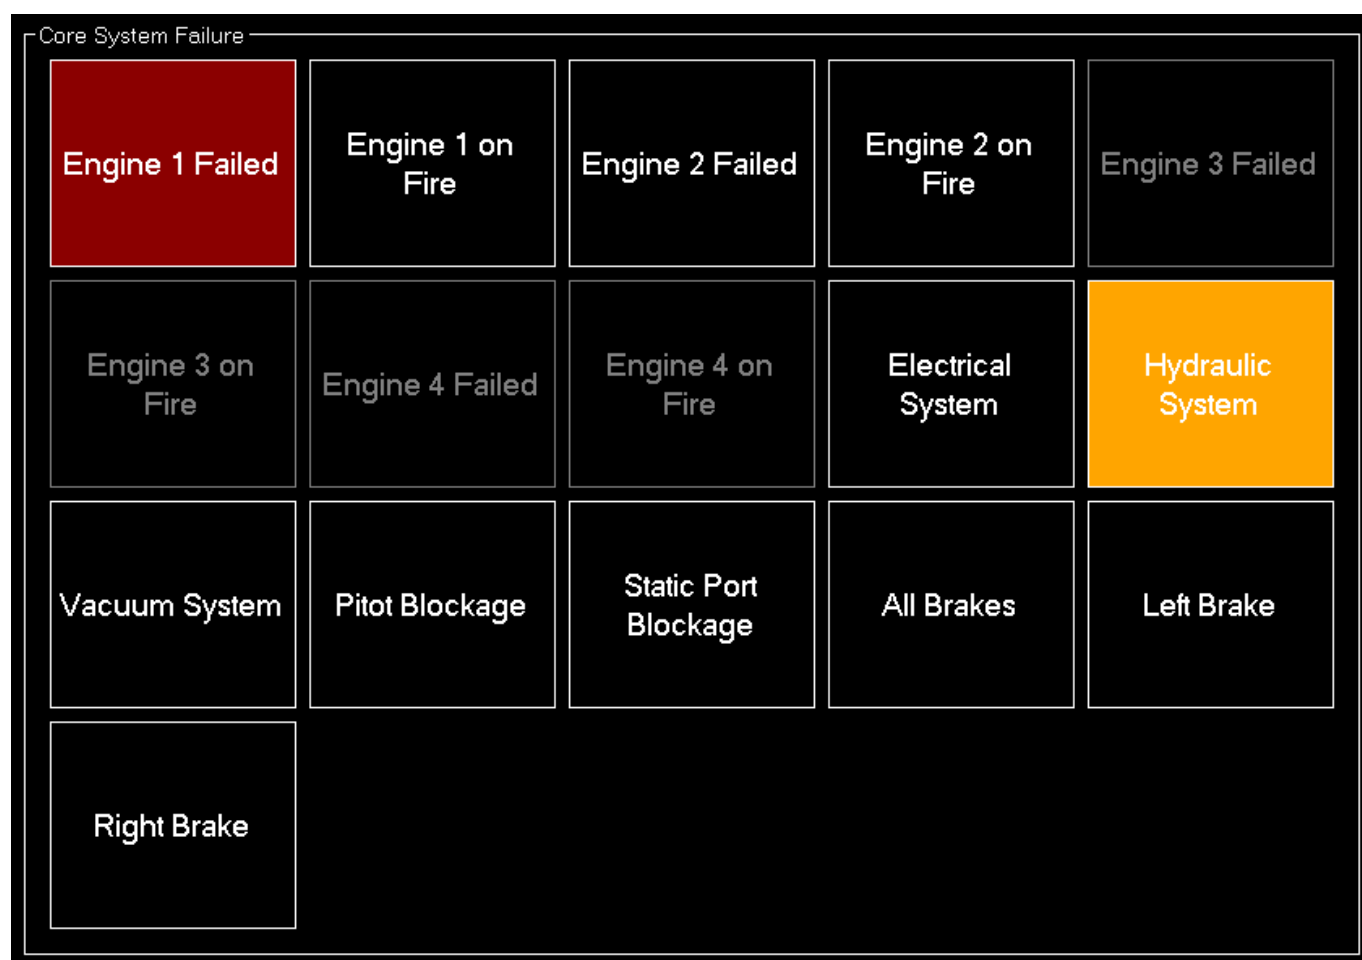 Core System Failure
Engine 1 Failed
Engine 1 on
Fire
Engine 2 Failed
Engine 2 on
Fire
Engine 3 Failed
Engine 3 on
Fire
Engine 4 Failed
Engine 4 on
Fire
Electrical
System
Hydraulic
System
Vacuum System
Pitot Blockage
Static Port
Blockage
All Brakes
Left Brake
Right Brake